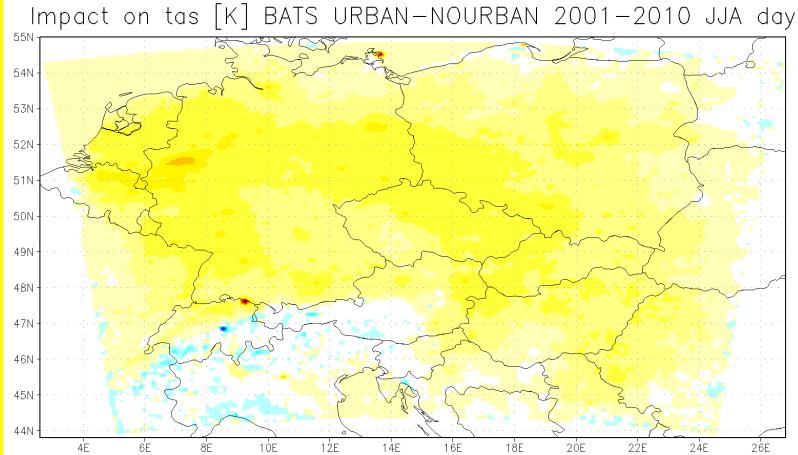 Impact on tas [K] BATS URBAN−NOURBAN 2001−2010 JJA day
55N
54N
53N
52N
51N
50N
49N
48N
47N
46N
45N
44N
4E 6E 8E 10E 12E 14E 16E 18E 20E 22E 24E 26E